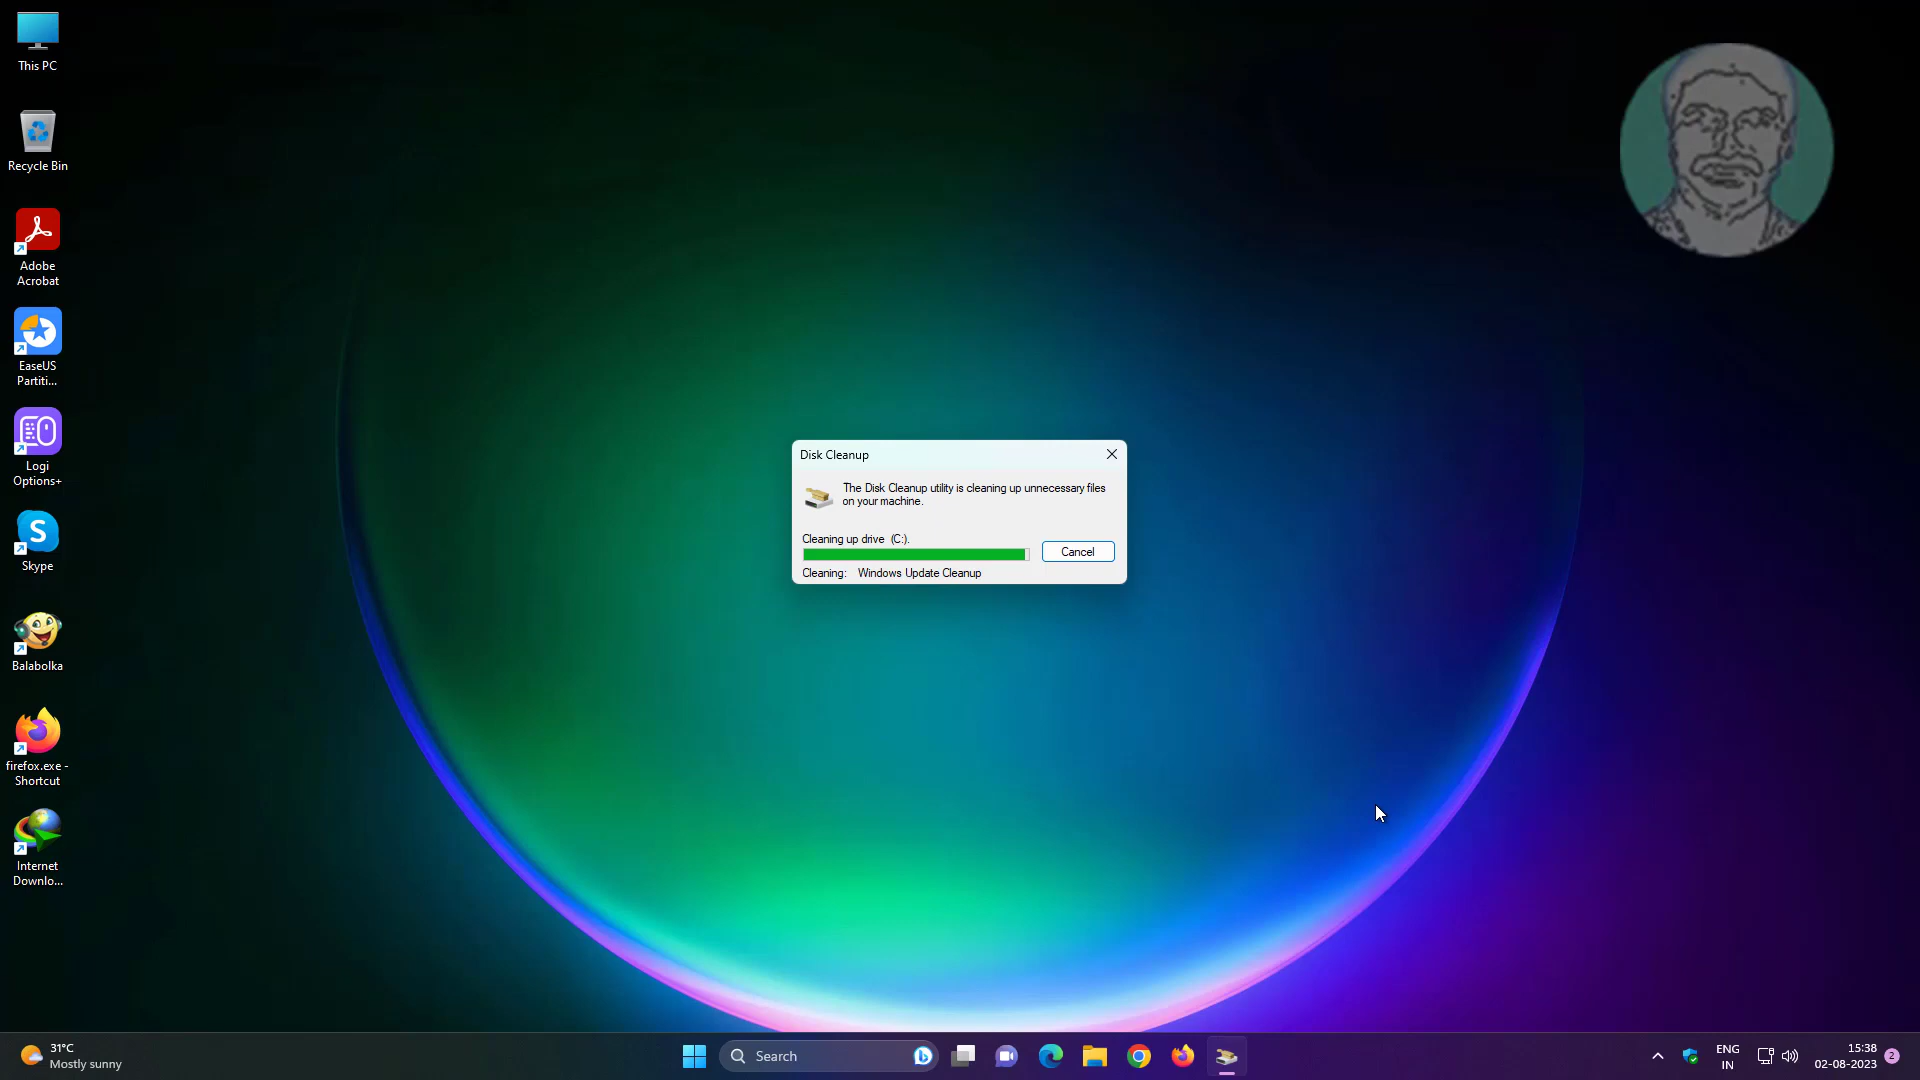 This PC
Recycle Bin
Adobe
Acrobat
EaseUS
Partiti...
Logi
Options+
S
Skype
Balabolka
firefox.exe -
Shortcut
Internet
Downlo...
Disk Cleanup
The Disk Cleanup utility is cleaning up unnecessary files
on your machine.
Cleaning up drive (C:).
Cancel
Cleaning: Windows Update Cleanup
31°C
Mostly sunny
Search
ENG
IN
15:38
02-08-2023
2